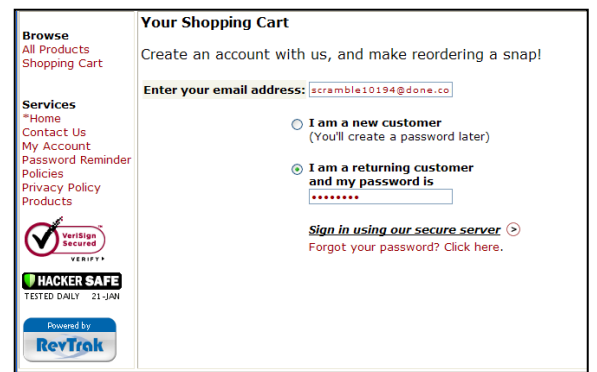 Browse
All Products
Shopping Cart
Services
*Home
Contact Us
My Account
Password Reminder
Policies
Privacy Policy
Products
VeriSign
Secured
VERIFY
HACKER SAFE
TESTED DAILY 21-JAN
Powered by
RevTrak
Your Shopping Cart
Create an account with us, and make reordering a snap!
Enter your email address: scramble10194@done.co
I am a new customer
(You'll create a password later)
I am a returning customer
and my password is
••••••••
Sign in using our secure server >
Forgot your password? Click here.